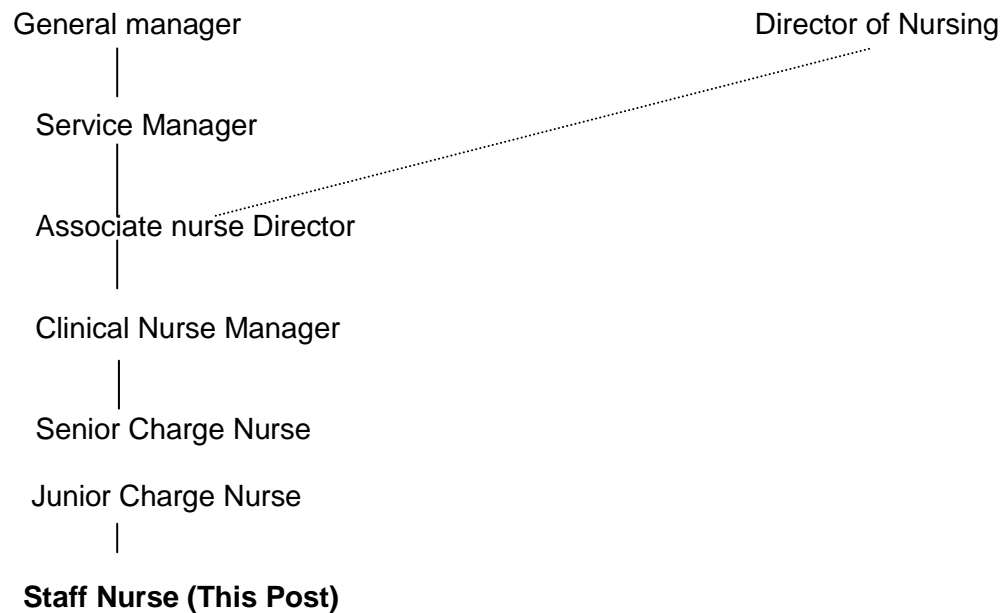 General manager Director of Nursing
Service Manager
Associate nurse Director
Clinical Nurse Manager
Senior Charge Nurse
Junior Charge Nurse
Staff Nurse (This Post)